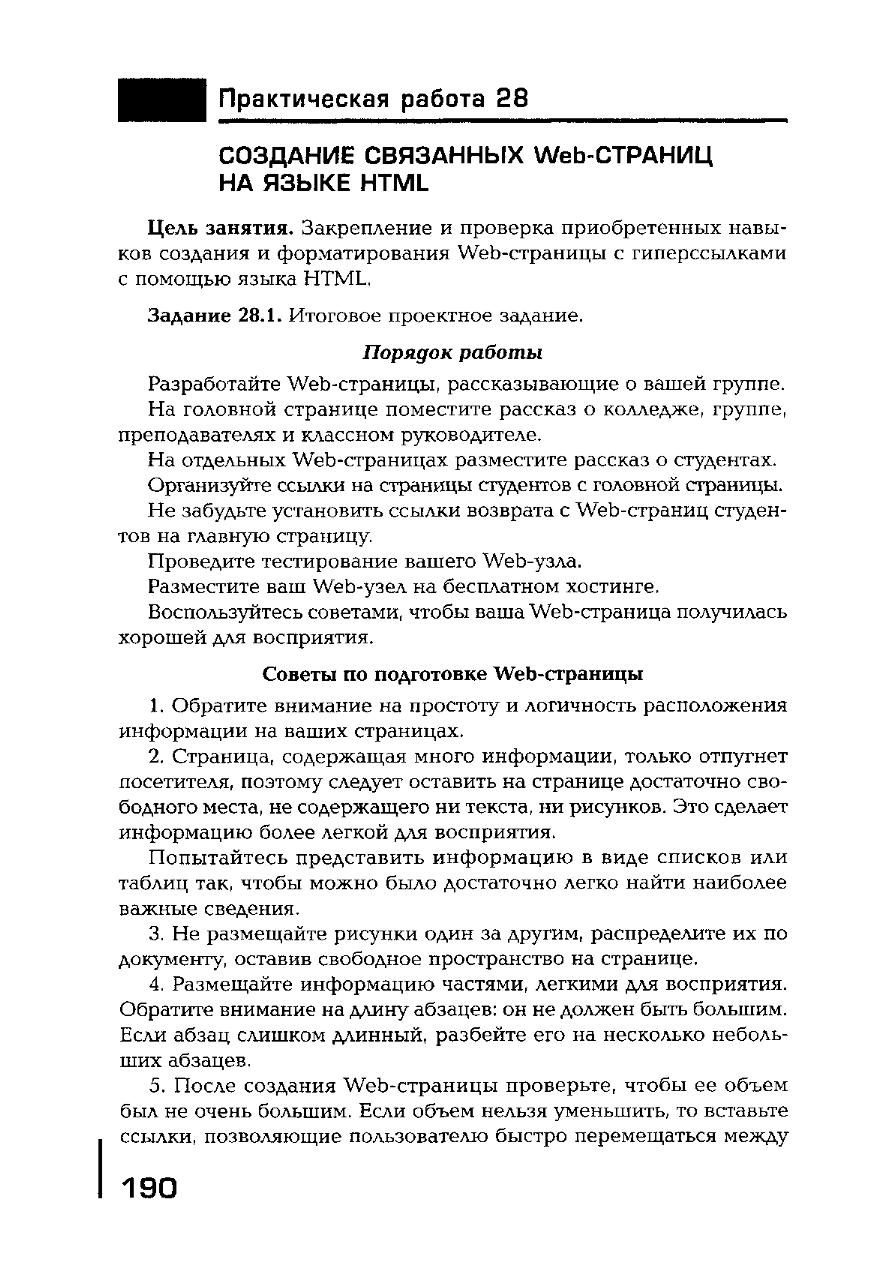 Практическая работа 28
СОЗДАНИЕ СВЯЗАННЫХ Web-СТРАНИЦ
НА ЯЗЫКЕ HTML
Цель занятия. Закрепление и проверка приобретенных навы-
ков создания и форматирования Web-страницы с гиперссылками
с помощью языка HTML.
Задание 28.1. Итоговое проектное задание.
Порядок работы
Разработайте Web-страницы, рассказывающие о вашей группе.
На головной странице поместите рассказ о колледже, группе,
преподавателях и классном руководителе.
На отдельных Web-страницах разместите рассказ о студентах.
Организуйте ссылки на страницы студентов с головной страницы.
Не забудьте установить ссылки возврата с Web-страниц студен-
тов на главную страницу.
Проведите тестирование вашего Web-узла.
Разместите ваш Web-узел на бесплатном хостинге.
Воспользуйтесь советами, чтобы ваша Web-страница получилась
хорошей для восприятия.
Советы по подготовке Web-страницы
1. Обратите внимание на простоту и логичность расположения
информации на ваших страницах.
2. Страница, содержащая много информации, только отпугнет
посетителя, поэтому следует оставить на странице достаточно сво-
бодного места, не содержащего ни текста, ни рисунков. Это сделает
информацию более легкой для восприятия.
Попытайтесь представить информацию в виде списков или
таблиц так, чтобы можно было достаточно легко найти наиболее
важные сведения.
3. Не размещайте рисунки один за другим, распределите их по
документу, оставив свободное пространство на странице.
4. Размещайте информацию частями, легкими для восприятия.
Обратите внимание на длину абзацев: он не должен быть большим.
Если абзац слишком длинный, разбейте его на несколько неболь-
ших абзацев.
5. После создания Web-страницы проверьте, чтобы ее объем
был не очень большим. Если объем нельзя уменьшить, то вставьте
ссылки, позволяющие пользователю быстро перемещаться между
190